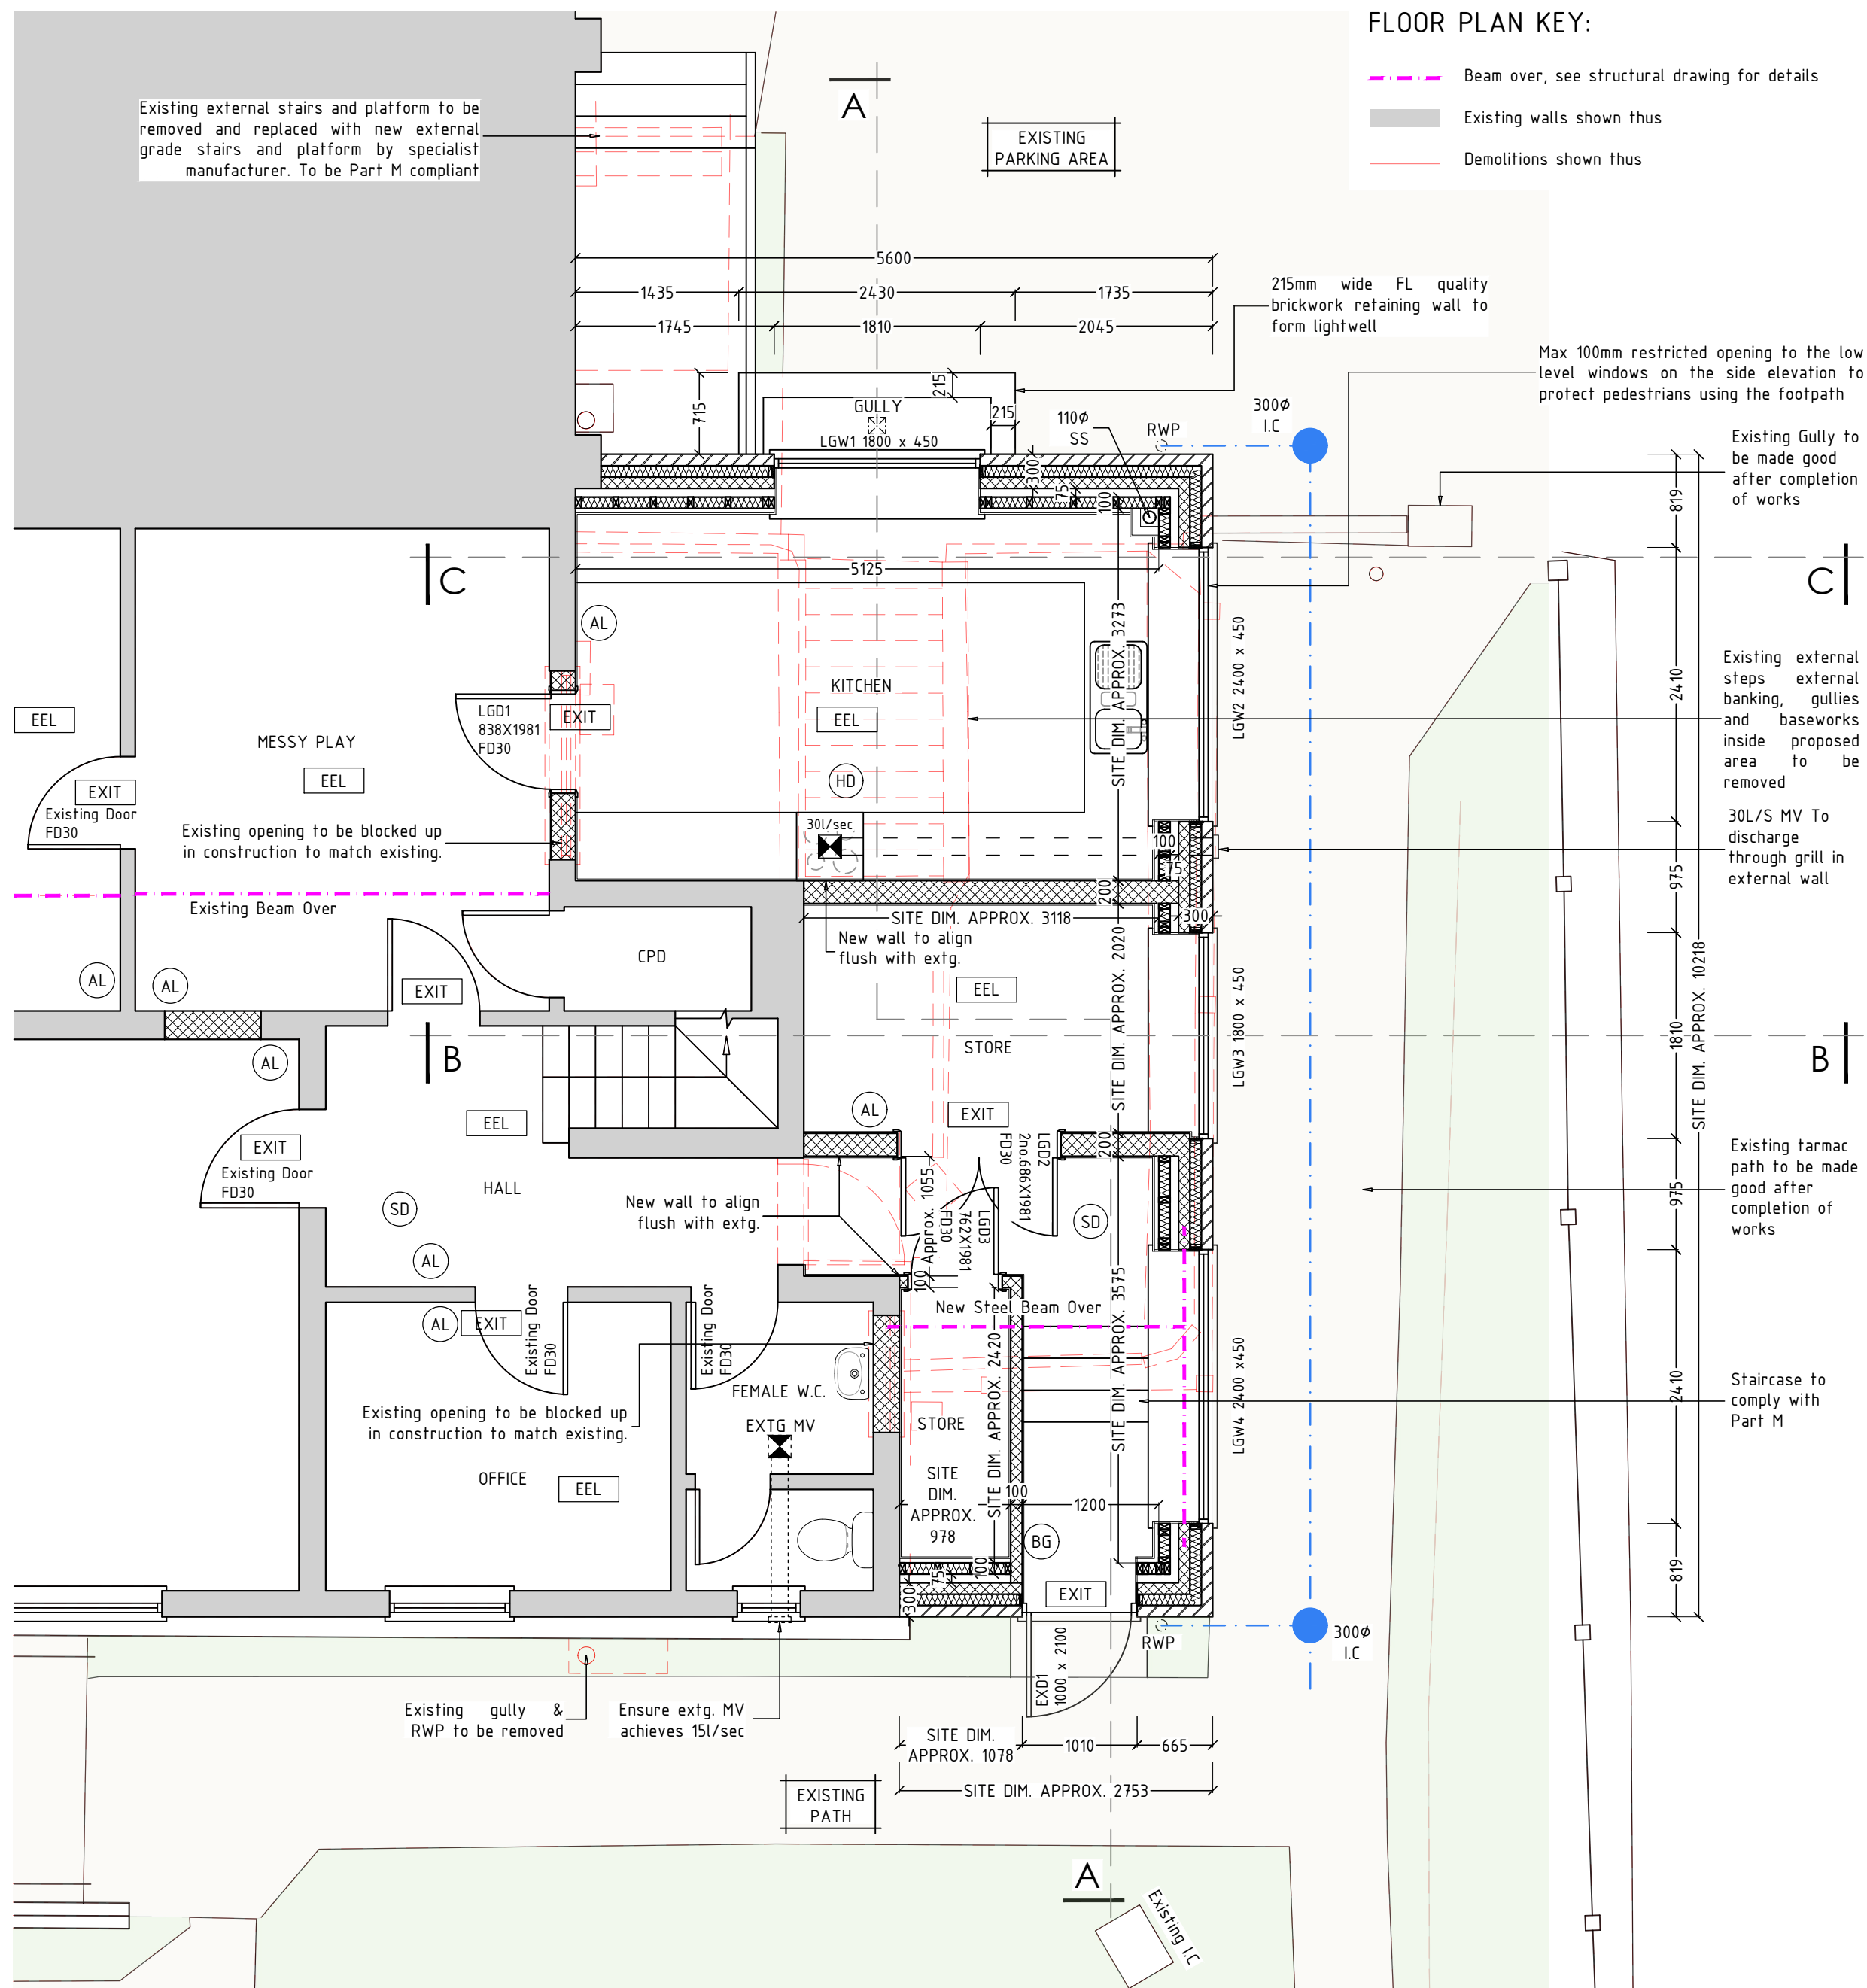 FLOOR PLAN KEY:
Beam over, see structural drawing for details
Existing walls shown thus
Demolitions shown thus
Existing external stairs and platform to be
removed and replaced with new external
grade stairs and platform by specialist
manufacturer. To be Part M compliant
A
EXISTING
PARKING AREA
5600
1435
2430
1735
1745
1810
2045
215mm wide FL quality
brickwork retaining wall to
form lightwell
Max 100mm restricted opening to the low
level windows on the side elevation to
protect pedestrians using the footpath
715
215
215
GULLY
LGW1 1800 x 450
110Ø
SS
RWP
300Ø
I.C
Existing Gully to
be made good
after completion
of works
300
75
100
819
C
5125
C
AL
SITE DIM. APPROX. 3273
LGW2 2400 x 450
2410
KITCHEN
EEL
HD
Existing external
steps external
banking, gullies
and baseworks
inside proposed
area to be
removed
EEL
MESSY PLAY
EEL
LGD1
838X1981
FD30
EXIT
EXIT
Existing Door
FD30
Existing opening to be blocked up
in construction to match existing.
30l/sec
100
75
30L/S MV To
discharge
through grill in
external wall
975
Existing Beam Over
200
SITE DIM. APPROX. 3118
300
New wall to align
flush with extg.
CPD
AL
AL
EXIT
EEL
SITE DIM. APPROX. 2020
LGW3 1800 x 450
1810
SITE DIM. APPROX. 10218
STORE
B
B
AL
EEL
AL
EXIT
EXIT
Existing Door
FD30
LGD2
2no.686X1981
FD30
200
975
Existing tarmac
path to be made
good after
completion of
works
HALL
SD
New wall to align
flush with extg.
Approx. 1055
LGD3
762X1981
FD30
SD
AL
100
New Steel Beam Over
SITE DIM. APPROX. 3575
AL
EXIT
Existing Door
FD30
Existing Door
FD30
SITE DIM. APPROX. 2420
LGW4 2400 x450
2410
FEMALE W.C.
EXTG MV
Existing opening to be blocked up
in construction to match existing.
STORE
Staircase to
comply with
Part M
OFFICE
EEL
SITE
DIM.
APPROX.
978
100
1200
BG
100
75
300
EXIT
819
RWP
300Ø
I.C
EXD1
1000 x 2100
Existing gully &
RWP to be removed
Ensure extg. MV
achieves 15l/sec
SITE DIM.
APPROX. 1078
1010
665
SITE DIM. APPROX. 2753
EXISTING
PATH
A
Existing I.C